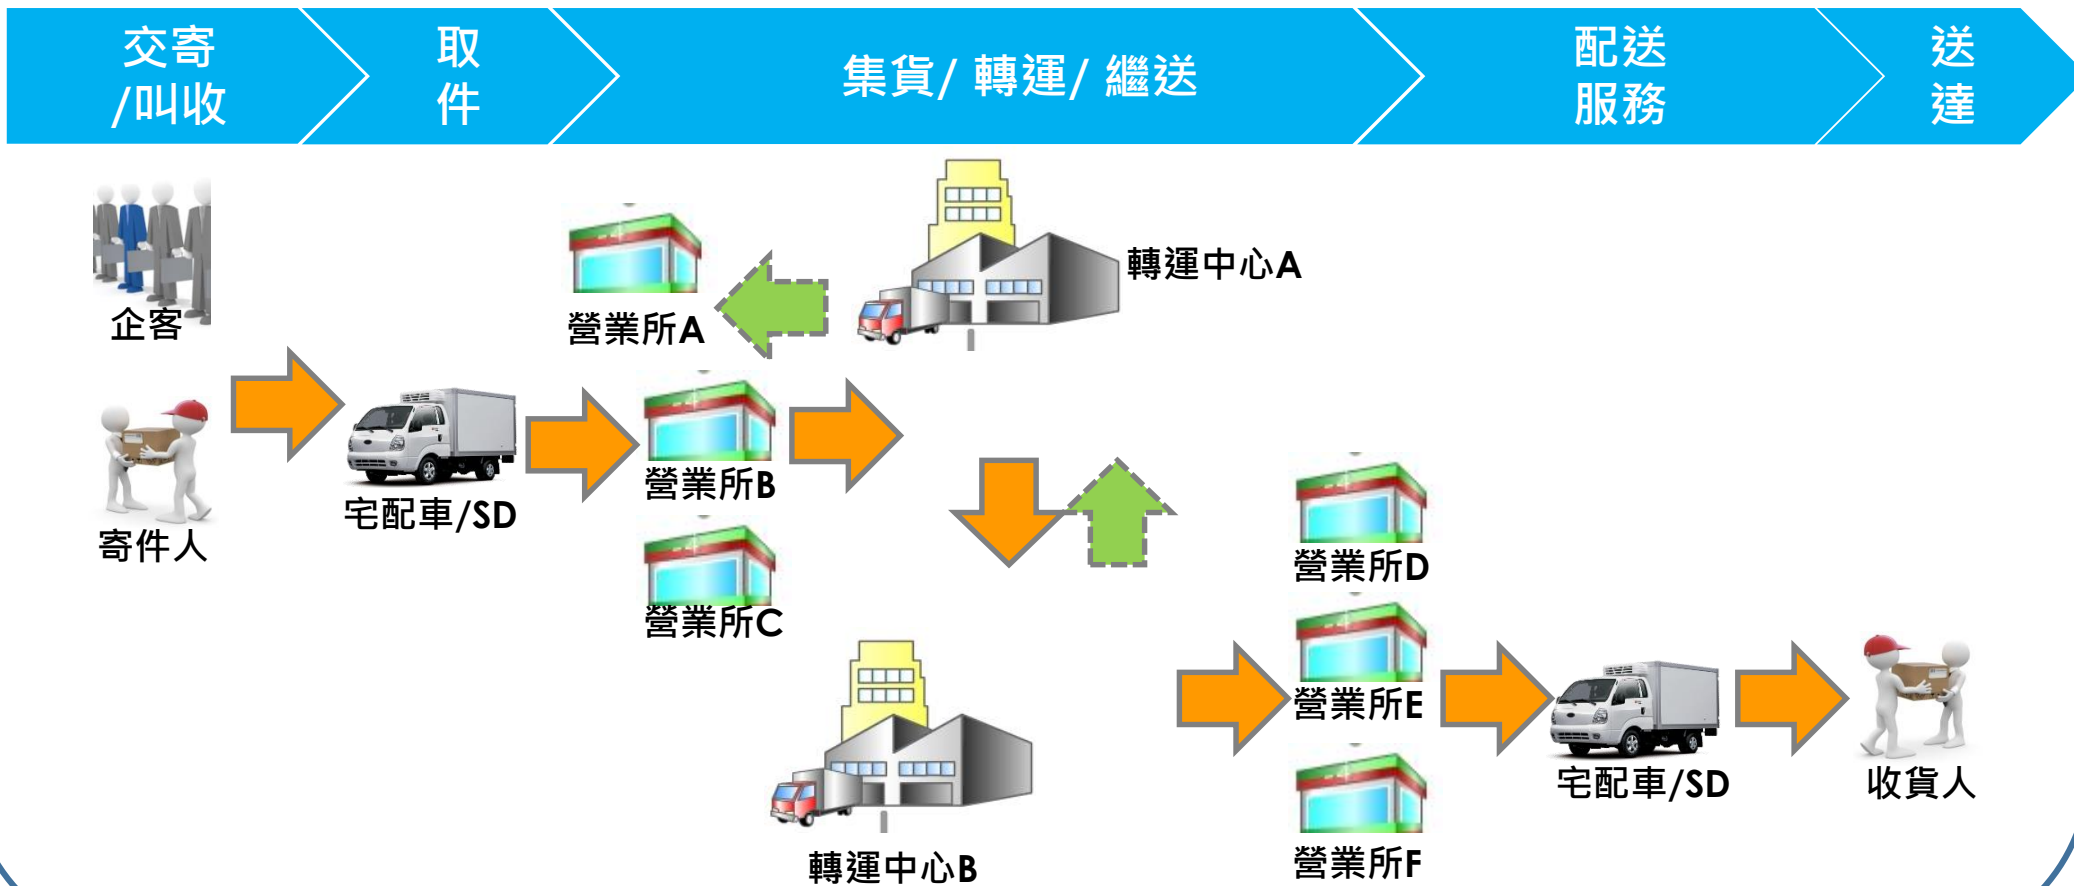 交寄
/叫收
取
件
集貨/ 轉運/ 繼送
配送
服務
送
達
企客
寄件人
宅配車/SD
營業所A
營業所B
營業所C
轉運中心A
轉運中心B
營業所D
營業所E
營業所F
宅配車/SD
收貨人